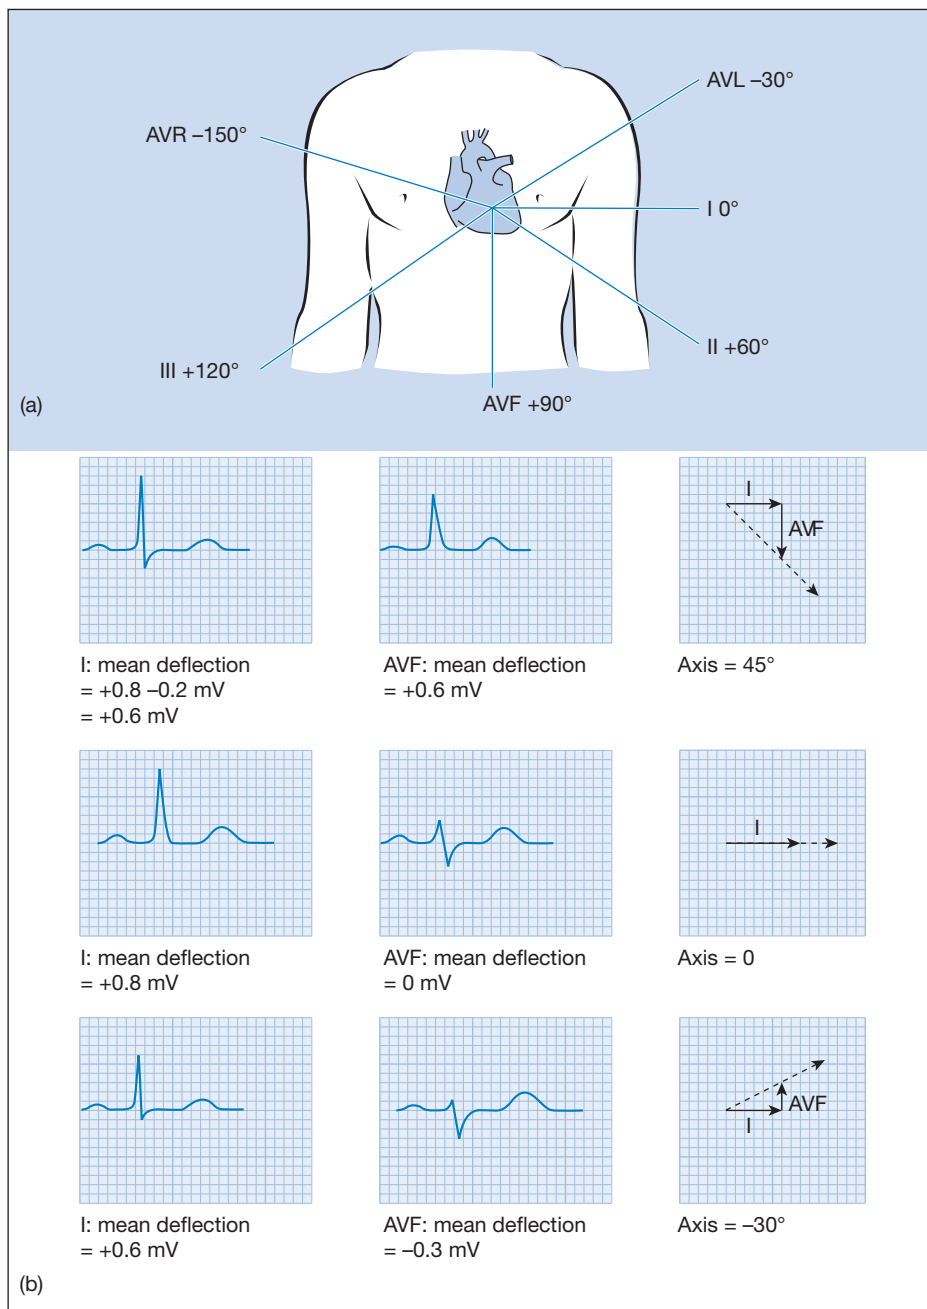 AVL –30°
AVR –150°
I 0°
II +60°
III +120°
AVF +90°
(a)
I
AVF
I: mean deflection
= +0.8 –0.2 mV
= +0.6 mV
AVF: mean deflection
= +0.6 mV
Axis = 45°
I
I: mean deflection
= +0.8 mV
AVF: mean deflection
= 0 mV
Axis = 0
AVF
I
I: mean deflection
= +0.6 mV
AVF: mean deflection
= –0.3 mV
Axis = –30°
(b)